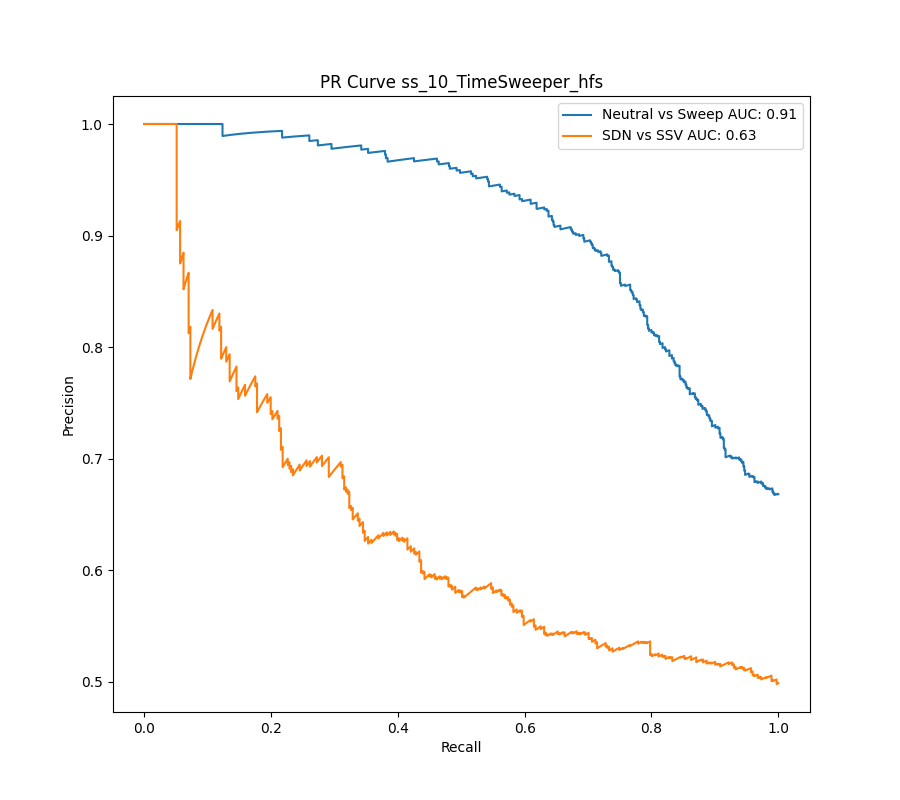 PR Curve ss_10_TimeSweeper_hfs
Neutral vs Sweep AUC: 0.91
SDN vs SSV AUC: 0.63
1.0
0.9
0.8
0.7
0.6
0.5
Precision
0.0 0.2 0.4 0.6 0.8 1.0
Recall